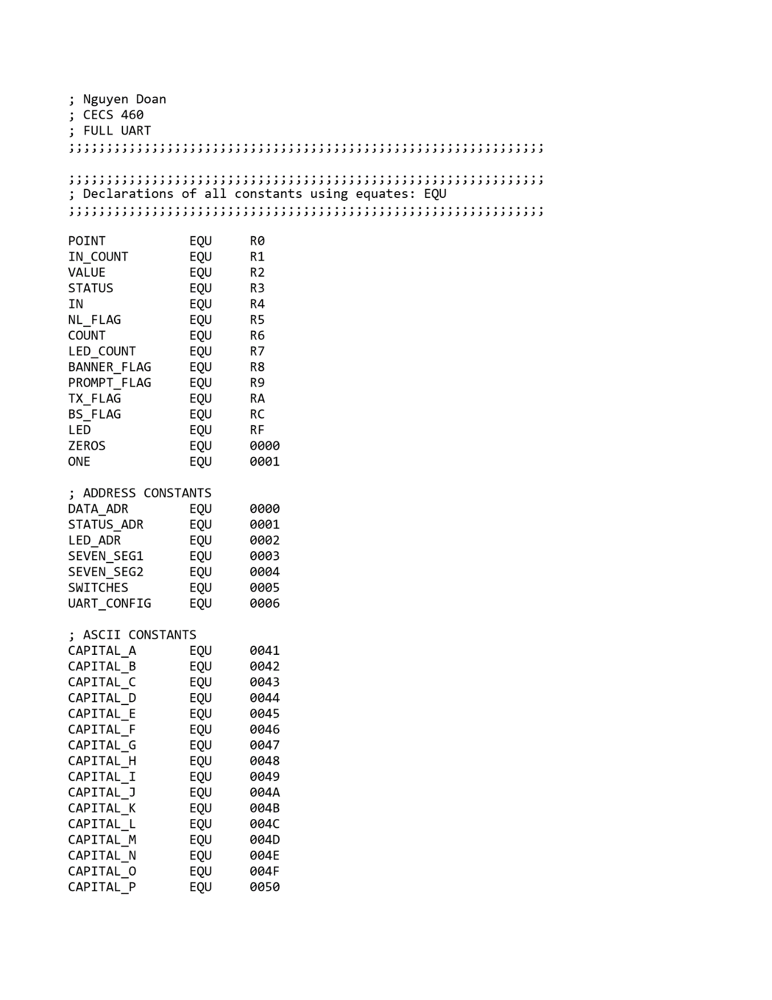 ; Nguyen Doan
; CECS 460
; FULL UART
;;;;;;;;;;;;;;;;;;;;;;;;;;;;;;;;;;;;;;;;;;;;;;;;;;;;;;;;;;;;;;;
;;;;;;;;;;;;;;;;;;;;;;;;;;;;;;;;;;;;;;;;;;;;;;;;;;;;;;;;;;;;;;;
; Declarations of all constants using equates: EQU
;;;;;;;;;;;;;;;;;;;;;;;;;;;;;;;;;;;;;;;;;;;;;;;;;;;;;;;;;;;;;;;
POINT           EQU     R0
IN_COUNT        EQU     R1
VALUE           EQU     R2
STATUS          EQU     R3
IN              EQU     R4
NL_FLAG         EQU     R5
COUNT           EQU     R6
LED_COUNT       EQU     R7
BANNER_FLAG     EQU     R8
PROMPT_FLAG     EQU     R9
TX_FLAG         EQU     RA
BS_FLAG         EQU     RC
LED             EQU     RF
ZEROS           EQU     0000
ONE             EQU     0001
; ADDRESS CONSTANTS
DATA_ADR        EQU     0000
STATUS_ADR      EQU     0001
LED_ADR         EQU     0002
SEVEN_SEG1      EQU     0003
SEVEN_SEG2      EQU     0004
SWITCHES        EQU     0005
UART_CONFIG     EQU     0006
; ASCII CONSTANTS
CAPITAL_A       EQU     0041
CAPITAL_B       EQU     0042
CAPITAL_C       EQU     0043
CAPITAL_D       EQU     0044
CAPITAL_E       EQU     0045
CAPITAL_F       EQU     0046
CAPITAL_G       EQU     0047
CAPITAL_H       EQU     0048
CAPITAL_I       EQU     0049
CAPITAL_J       EQU     004A
CAPITAL_K       EQU     004B
CAPITAL_L       EQU     004C
CAPITAL_M       EQU     004D
CAPITAL_N       EQU     004E
CAPITAL_O       EQU     004F
CAPITAL_P       EQU     0050